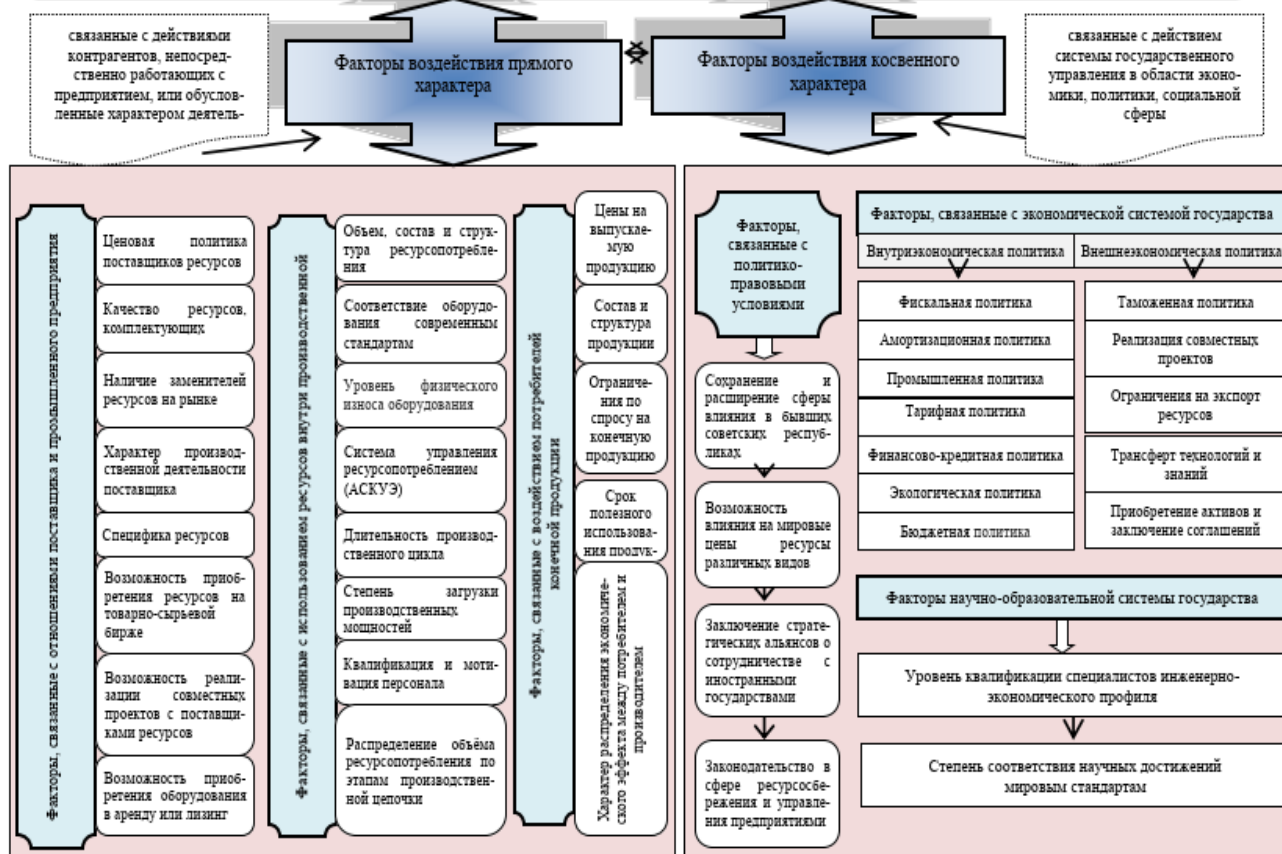 связанные с действиями
контрагентов, непосред-
ственно работающих с
предприятием, или обуслов-
ленные характером деятель-
Факторы воздействия прямого
характера
Факторы воздействия косвенного
характера
связанные с действием
системы государственного
управления в области эконо-
мики, политики, социальной
сферы
Факторы, связанные с отношениями поставщика и промышленного предприятия
Ценовая политика
поставщиков ресурсов
Качество ресурсов,
комплектующих
Наличие заменителей
ресурсов на рынке
Характер производ-
ственной деятельности
поставщика
Специфика ресурсов
Возможность приоб-
ретения ресурсов на
товарно-сырьевой
бирже
Возможность реали-
зации совместных
проектов с поставщи-
ками ресурсов
Возможность приоб-
ретения оборудования
в аренду или лизинг
Факторы, связанные с использованием ресурсов внутри производственной
Объем, состав и струк-
тура ресурсопотребле-
ния
Соответствие оборудо-
вания современным
стандартам
Уровень физического
износа оборудования
Система управления
ресурсопотреблением
(АСКУЭ)
Длительность производ-
ственного цикла
Степень загрузки
производственных
мощностей
Квалификация и моти-
вация персонала
Распределение объёма
ресурсопотребления по
этапам производствен-
ной цепочки
Факторы, связанные с воздействием потребителей
конечной продукции
Цены на
выпускае-
мую
продукцию
Состав и
структура
продукции
Ограниче-
ния по
спросу на
конечную
продукцию
Срок
полезного
использова-
ния продук-
Характер распределения экономиче-
ского эффекта между потребителем и
производителем
Факторы,
связанные с
политико-
правовыми
условиями
Сохранение и
расширение сферы
влияния в бывших
советских респуб-
ликах
Возможность
влияния на мировые
цены ресурсы
различных видов
Заключение страте-
гических альянсов о
сотрудничестве с
иностранными
государствами
Законодательство в
сфере ресурсосбе-
режения и управле-
ния предприятиями
Факторы, связанные с экономической системой государства
Внутриэкономическая политика
Внешнеэкономическая политика
Фискальная политика
Амортизационная политика
Промышленная политика
Тарифная политика
Финансово-кредитная политика
Экологическая политика
Бюджетная политика
Таможенная политика
Реализация совместных
проектов
Ограничения на экспорт
ресурсов
Трансферт технологий и
знаний
Приобретение активов и
заключение соглашений
Факторы научно-образовательной системы государства
Уровень квалификации специалистов инженерно-
экономического профиля
Степень соответствия научных достижений
мировым стандартам